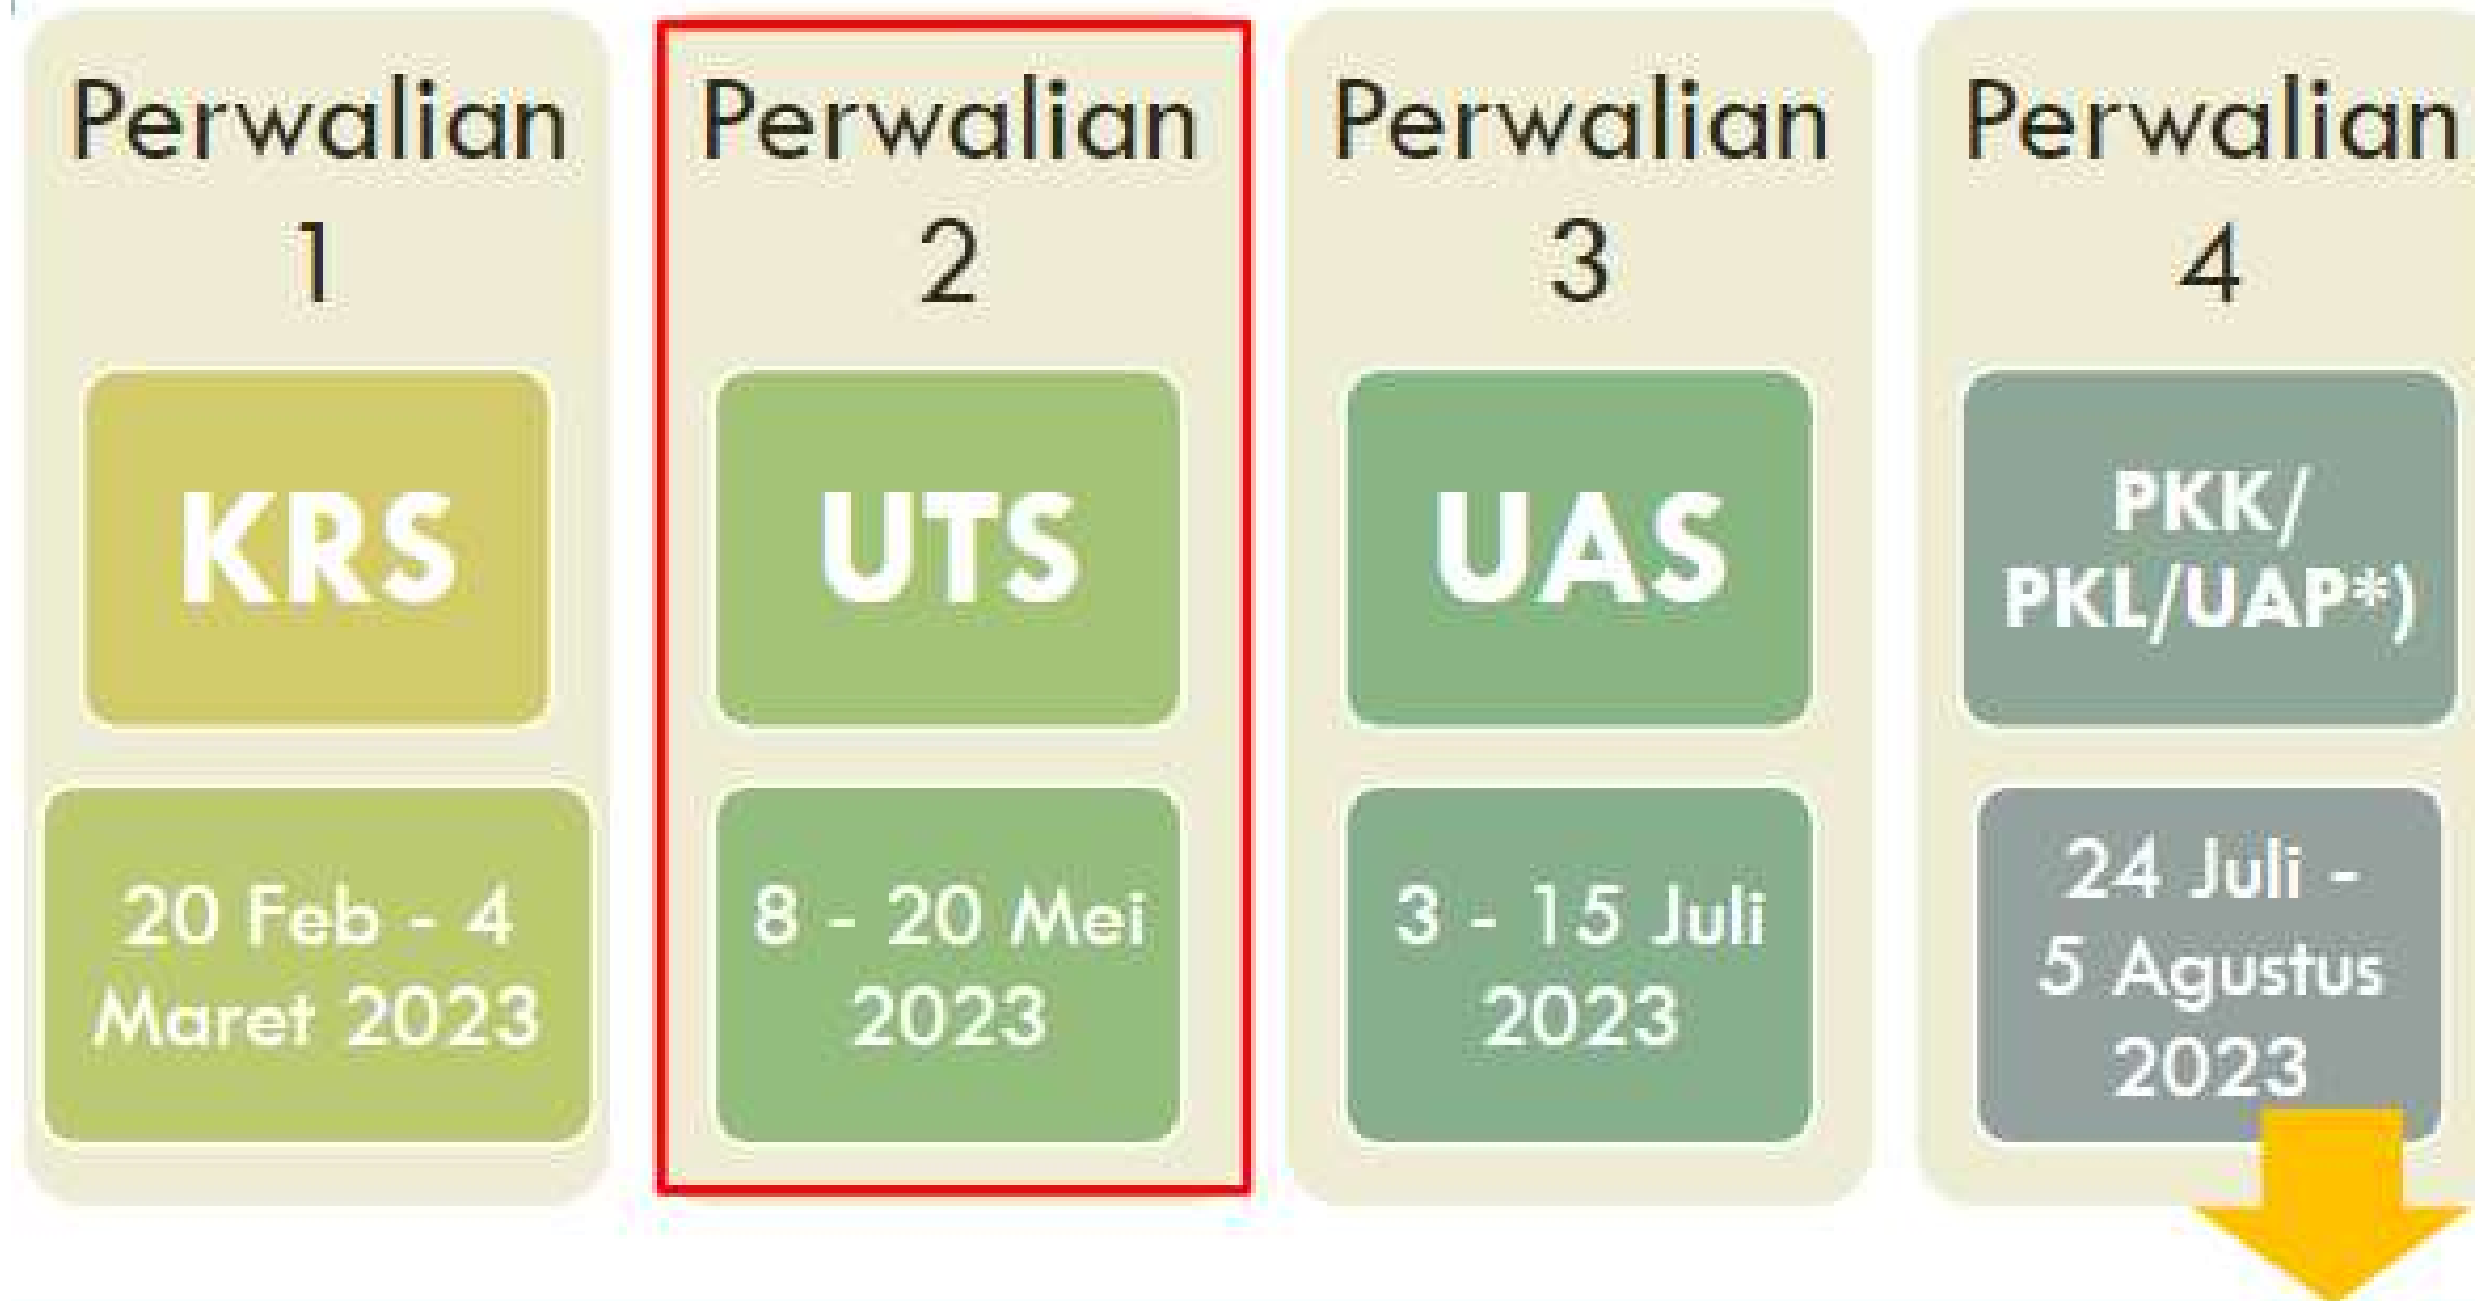 Perwalian
1
KRS
20 Feb - 4
Maret 2023
Perwalian
2
UTS
8 - 20 Mei
2023
Perwalian
3
UAS
3 - 15 Juli
2023
Perwalian
4
PKK/
PKL/UAP*)
24 Juli -
5 Agustus
2023